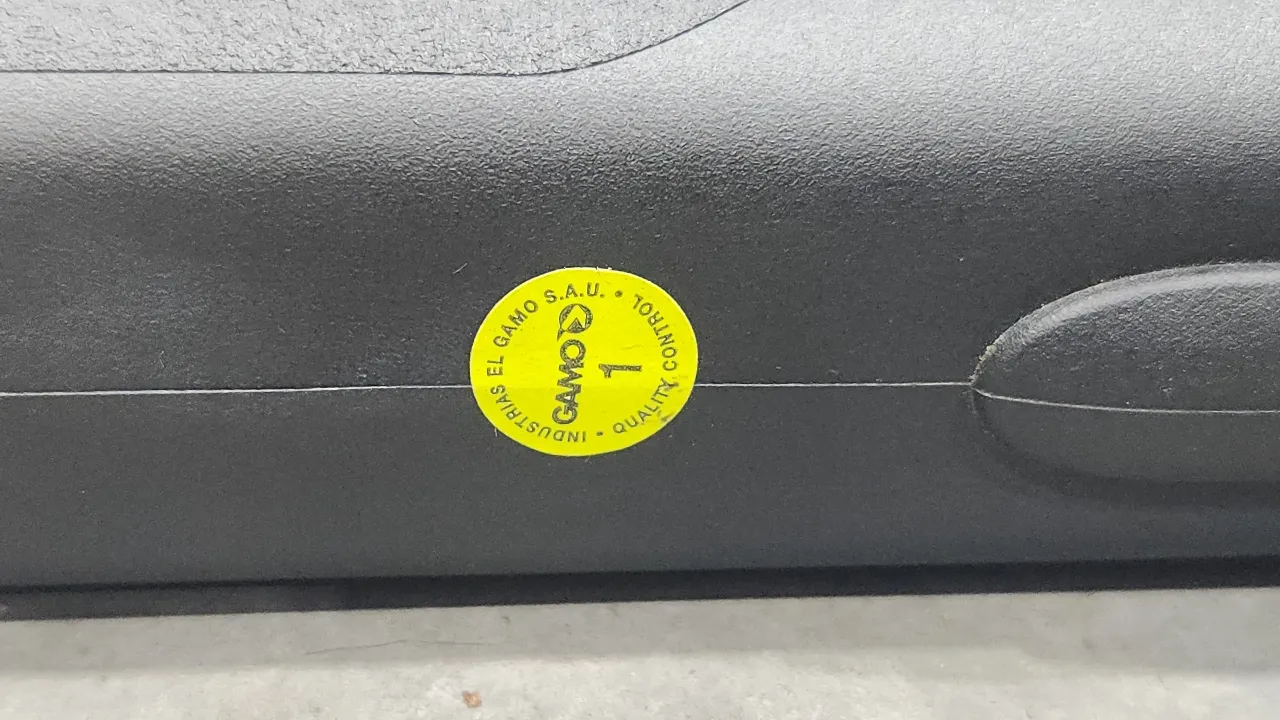 INDUSTRIAS EL GAMO S.A.U. •
GAMO
1
QUALITY CONTROL •